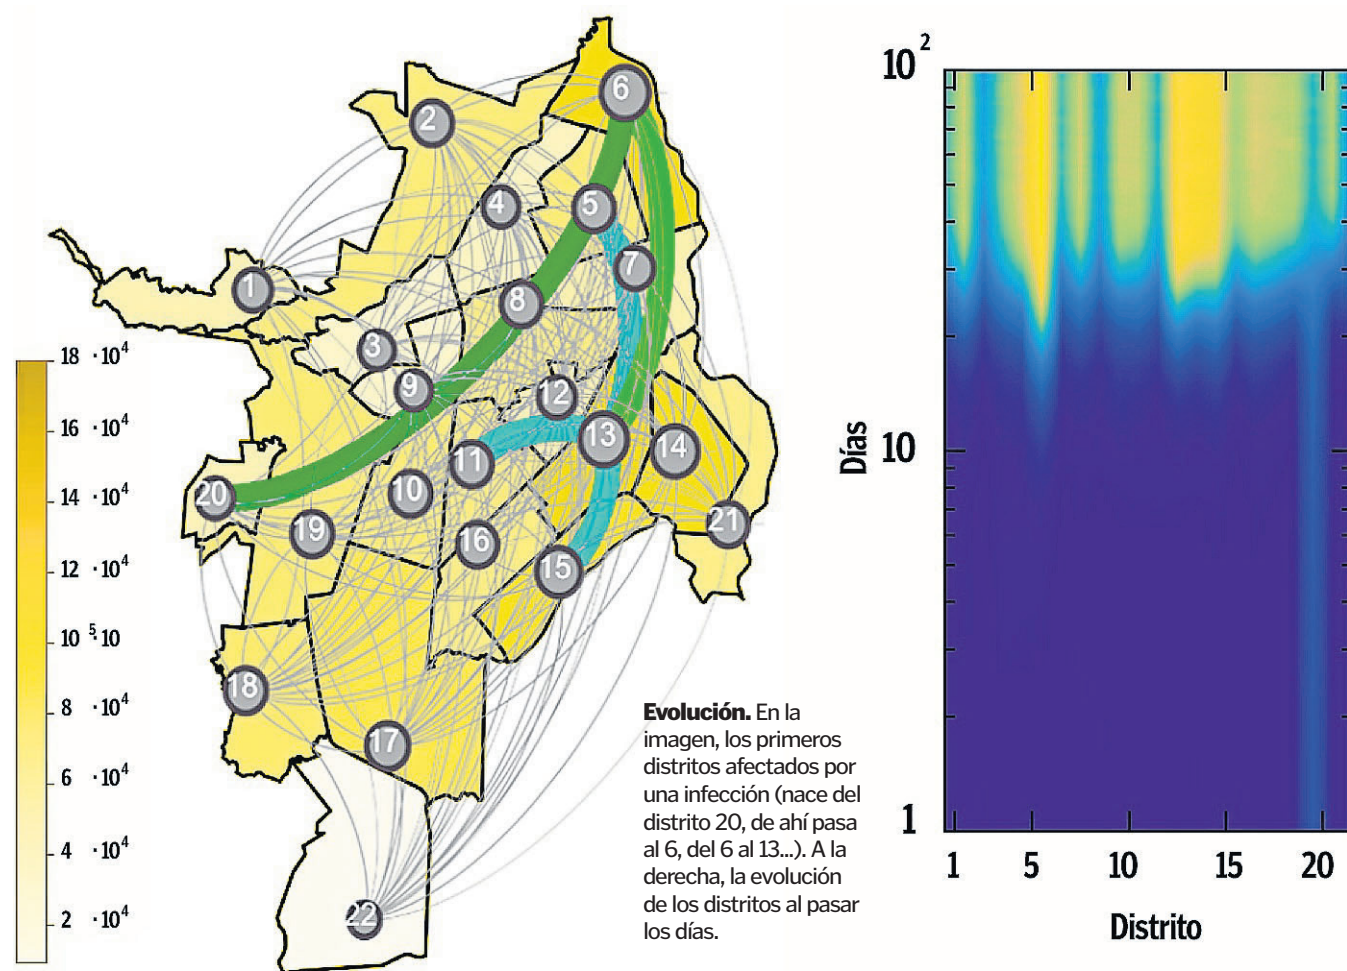 6
2
4
5
7
1
8
3
9
12
13
14
11
10
20
19
16
21
15
18
17
22
18 ·10⁴
16 ·10⁴
14 ·10⁴
12 ·10⁴
10 ⁵·10
8 ·10⁴
6 ·10⁴
4 ·10⁴
2 ·10⁴
Evolución. En la
imagen, los primeros
distritos afectados por
una infección (nace del
distrito 20, de ahí pasa
al 6, del 6 al 13...). A la
derecha, la evolución
de los distritos al pasar
los días.
10²
10
1
Días
1 5 10 15 20
Distrito